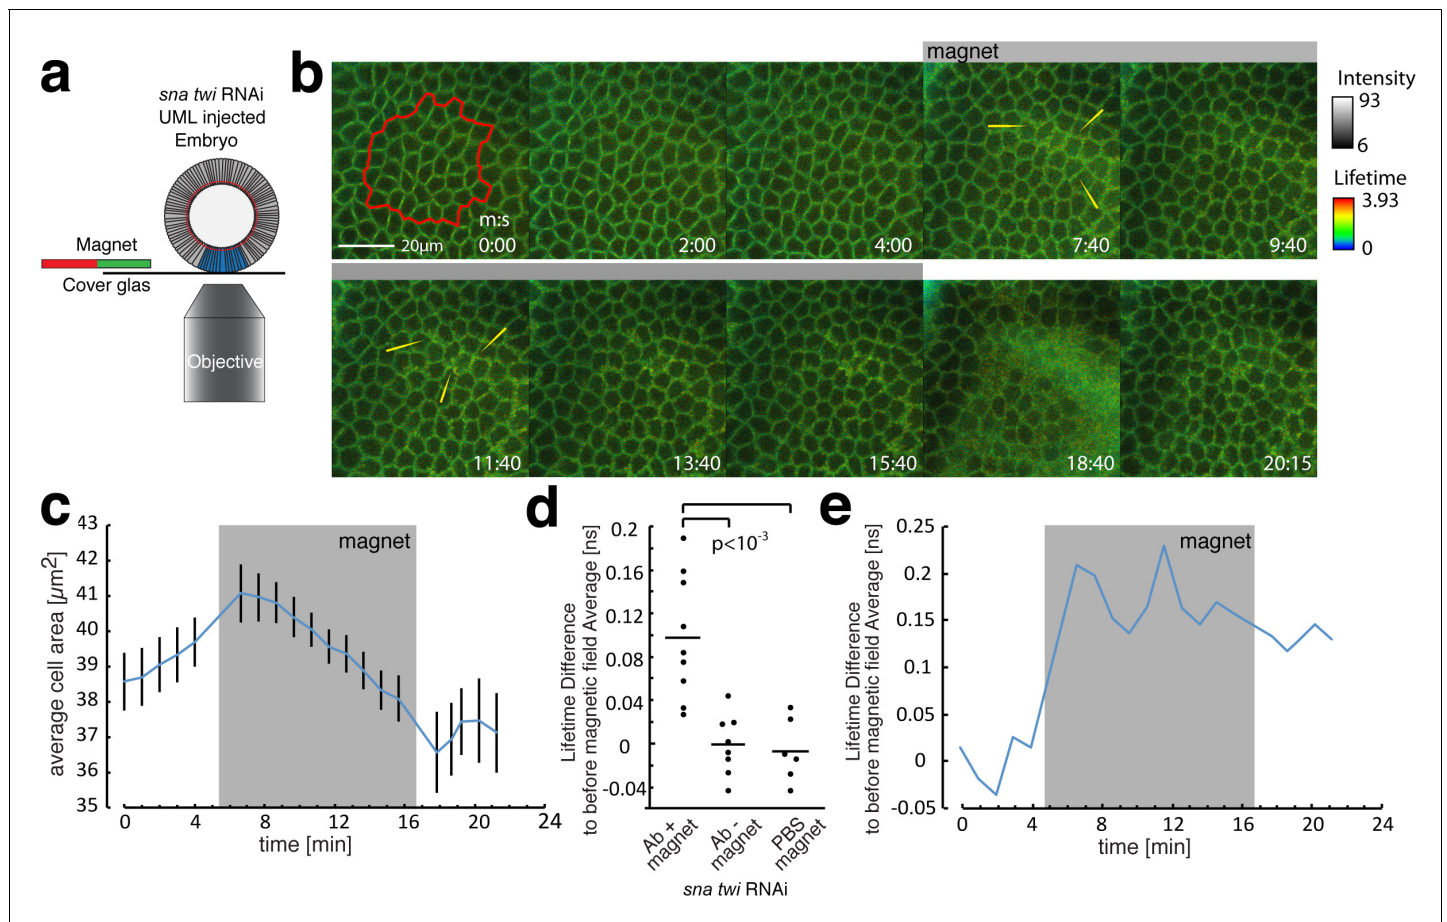 a
sna twi RNAi
UML injected
Embryo
Magnet
Cover glas
Objective
b
magnet
m:s
20µm
0:00
2:00
4:00
7:40
9:40
11:40
13:40
15:40
18:40
20:15
Intensity
93
6
Lifetime
3.93
0
c
43
42
41
40
39
38
37
36
35
average cell area [µm²]
magnet
0 4 8 12 16 20 24
time [min]
d
Lifetime Difference
to before magnetic field Average [ns]
0.2
0.16
0.12
0.08
0.04
0
-0.04
p<10⁻³
Ab +
magnet
Ab -
magnet
PBS
magnet
sna twi RNAi
e
Lifetime Difference
to before magnetic field Average [ns]
0.25
0.2
0.15
0.1
0.05
0
-0.05
magnet
0 4 8 12 16 20 24
time [min]